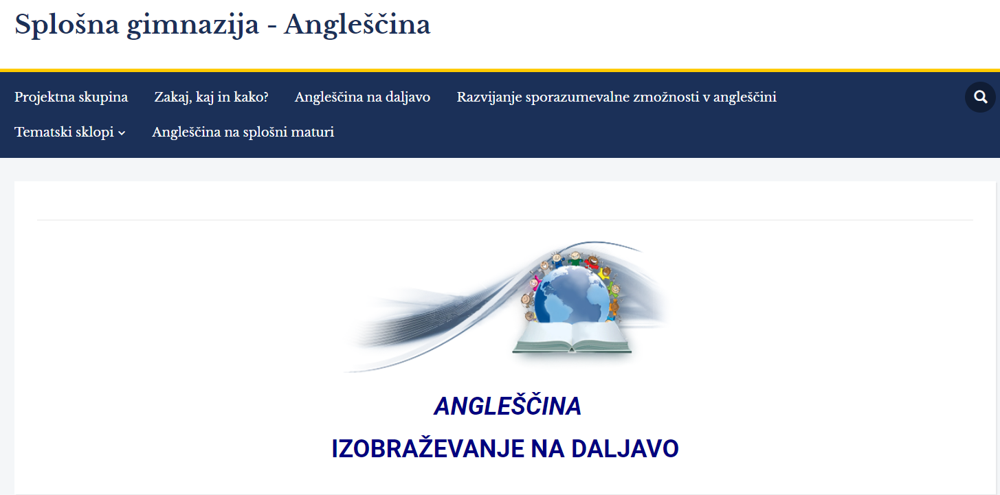 Splošna gimnazija - Angleščina
Projektna skupina Zakaj, kaj in kako? Angleščina na daljavo Razvijanje sporazumevalne zmožnosti v angleščini
Tematski sklopi Angleščina na splošni maturi
ANGLEŠČINA
IZOBRAŽEVANJE NA DALJAVO